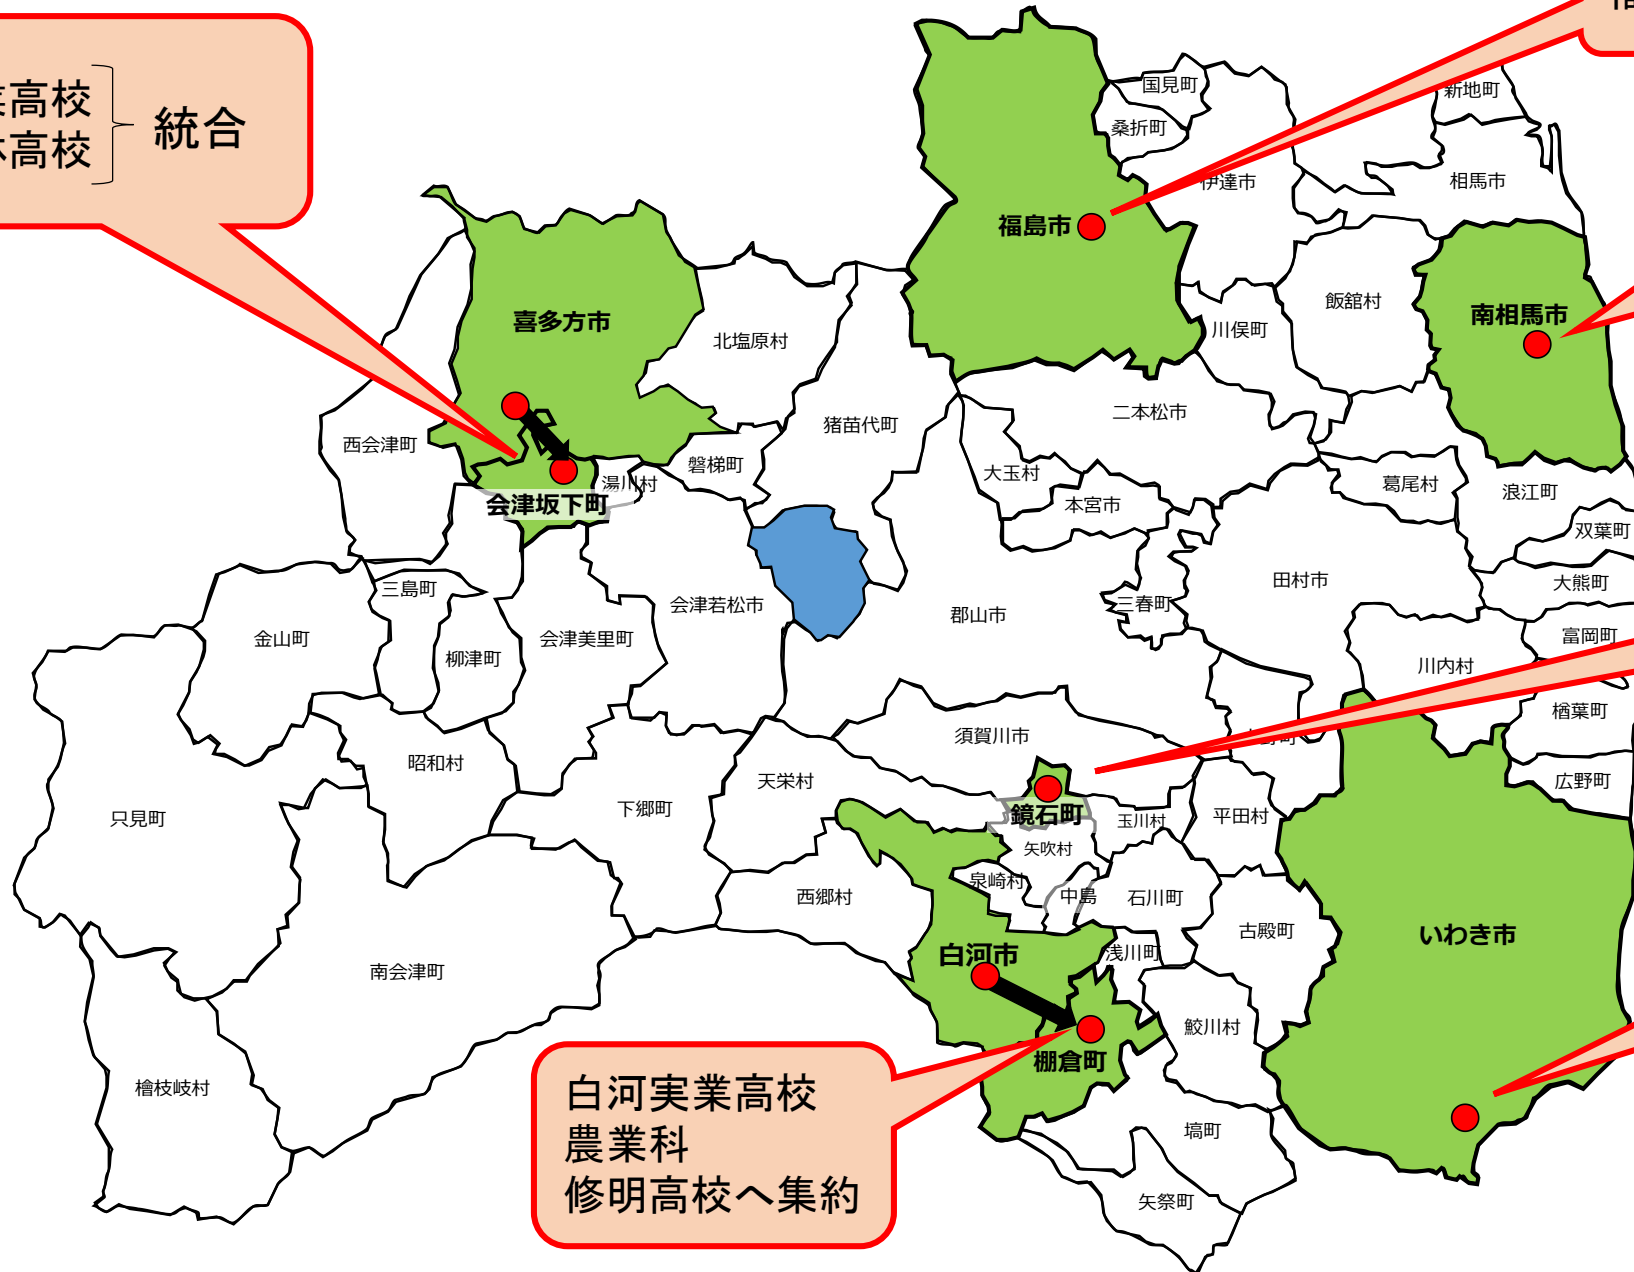 業高校
林高校
統合
国見町
新地町
桑折町
伊達市
相馬市
福島市
飯舘村
南相馬市
喜多方市
北塩原村
川俣町
二本松市
猪苗代町
西会津町
磐梯町
大玉村
湯川村
葛尾村
浪江町
会津坂下町
本宮市
双葉町
三島町
田村市
大熊町
会津若松市
三春町
郡山市
金山町
会津美里町
富岡町
柳津町
川内村
楢葉町
須賀川市
昭和村
天栄村
広野町
只見町
下郷町
鏡石町
玉川村
平田村
矢吹村
泉崎村
西郷村
中島
石川町
古殿町
いわき市
白河市
浅川町
南会津町
鮫川村
棚倉町
檜枝岐村
白河実業高校
農業科
修明高校へ集約
塙町
矢祭町